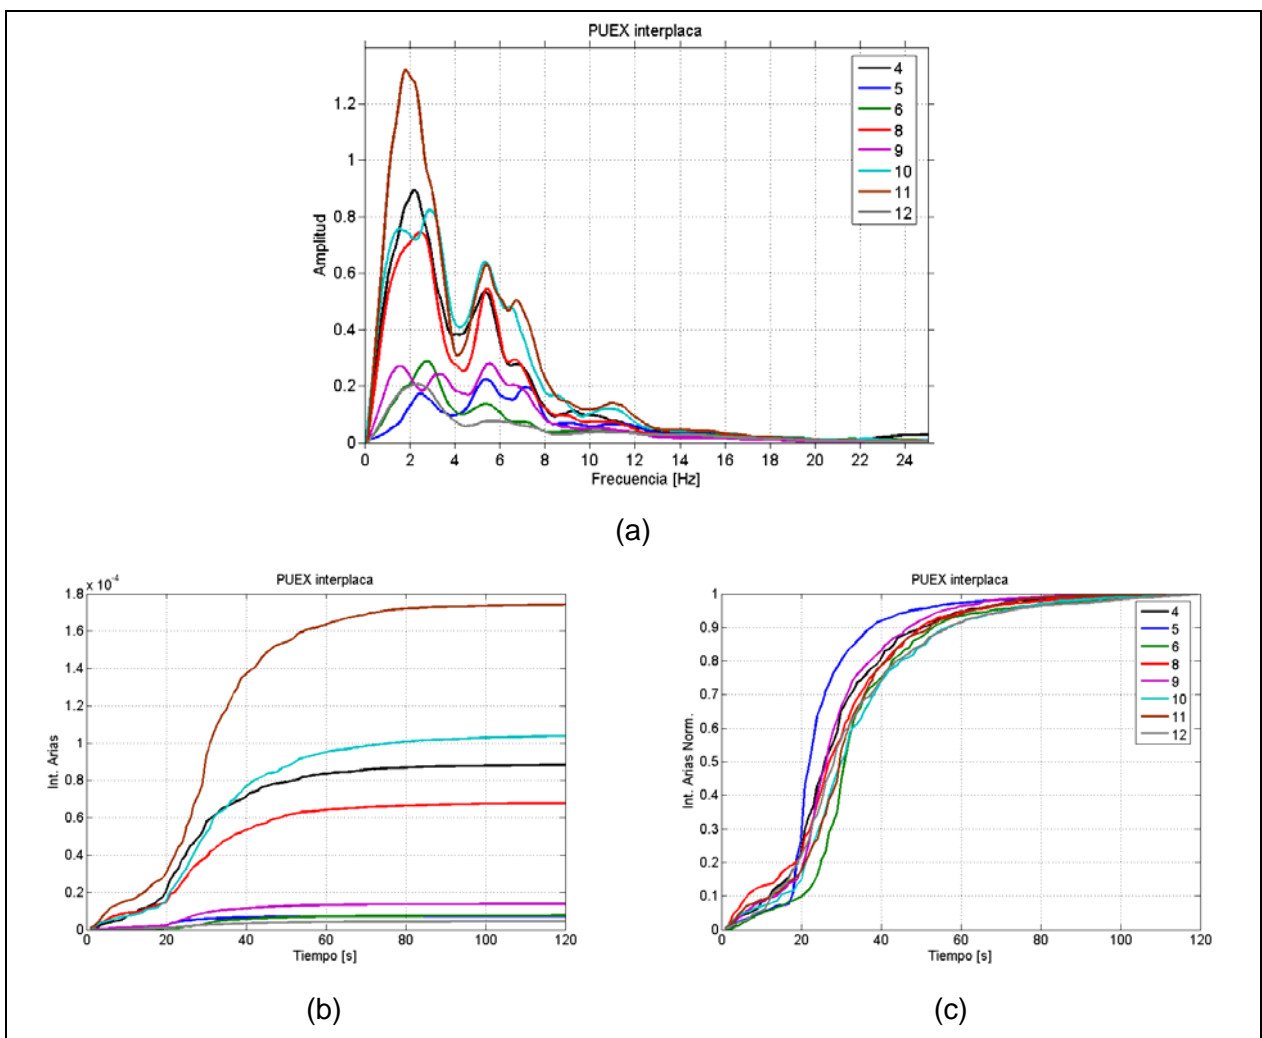 PUEX interplaca
Amplitud
1.2
1
0.8
0.6
0.4
0.2
0
0 2 4 6 8 10 12 14 16 18 20 22 24
Frecuencia [Hz]
4
5
6
8
9
10
11
12
(a)
PUEX interplaca
x 10-4
Int. Arias
1.8
1.6
1.4
1.2
1
0.8
0.6
0.4
0.2
0
0 20 40 60 80 100 120
Tiempo [s]
(b)
PUEX interplaca
Int. Arias Norm.
1
0.9
0.8
0.7
0.6
0.5
0.4
0.3
0.2
0.1
0
0 20 40 60 80 100 120
Tiempo [s]
4
5
6
8
9
10
11
12
(c)